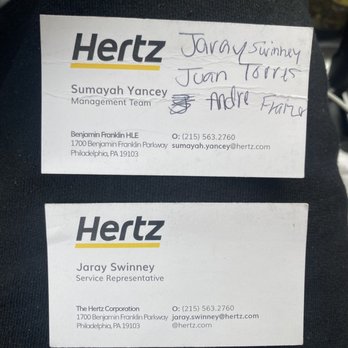 Hertz
Jaray Swinney
Juan Torres
Andre
Sumayah Yancey
Management Team
Benjamin Franklin HLE
1700 Benjamin Franklin Parkway
Philadelphia, PA 19103
O: (215) 563.2760
sumayah.yancey@hertz.com
Hertz
Jaray Swinney
Service Representative
The Hertz Corporation
1700 Benjamin Franklin Parkway
Philadelphia, PA 19103
O: (215) 563.2760
jaray.swinney@hertz.com
@hertz.com